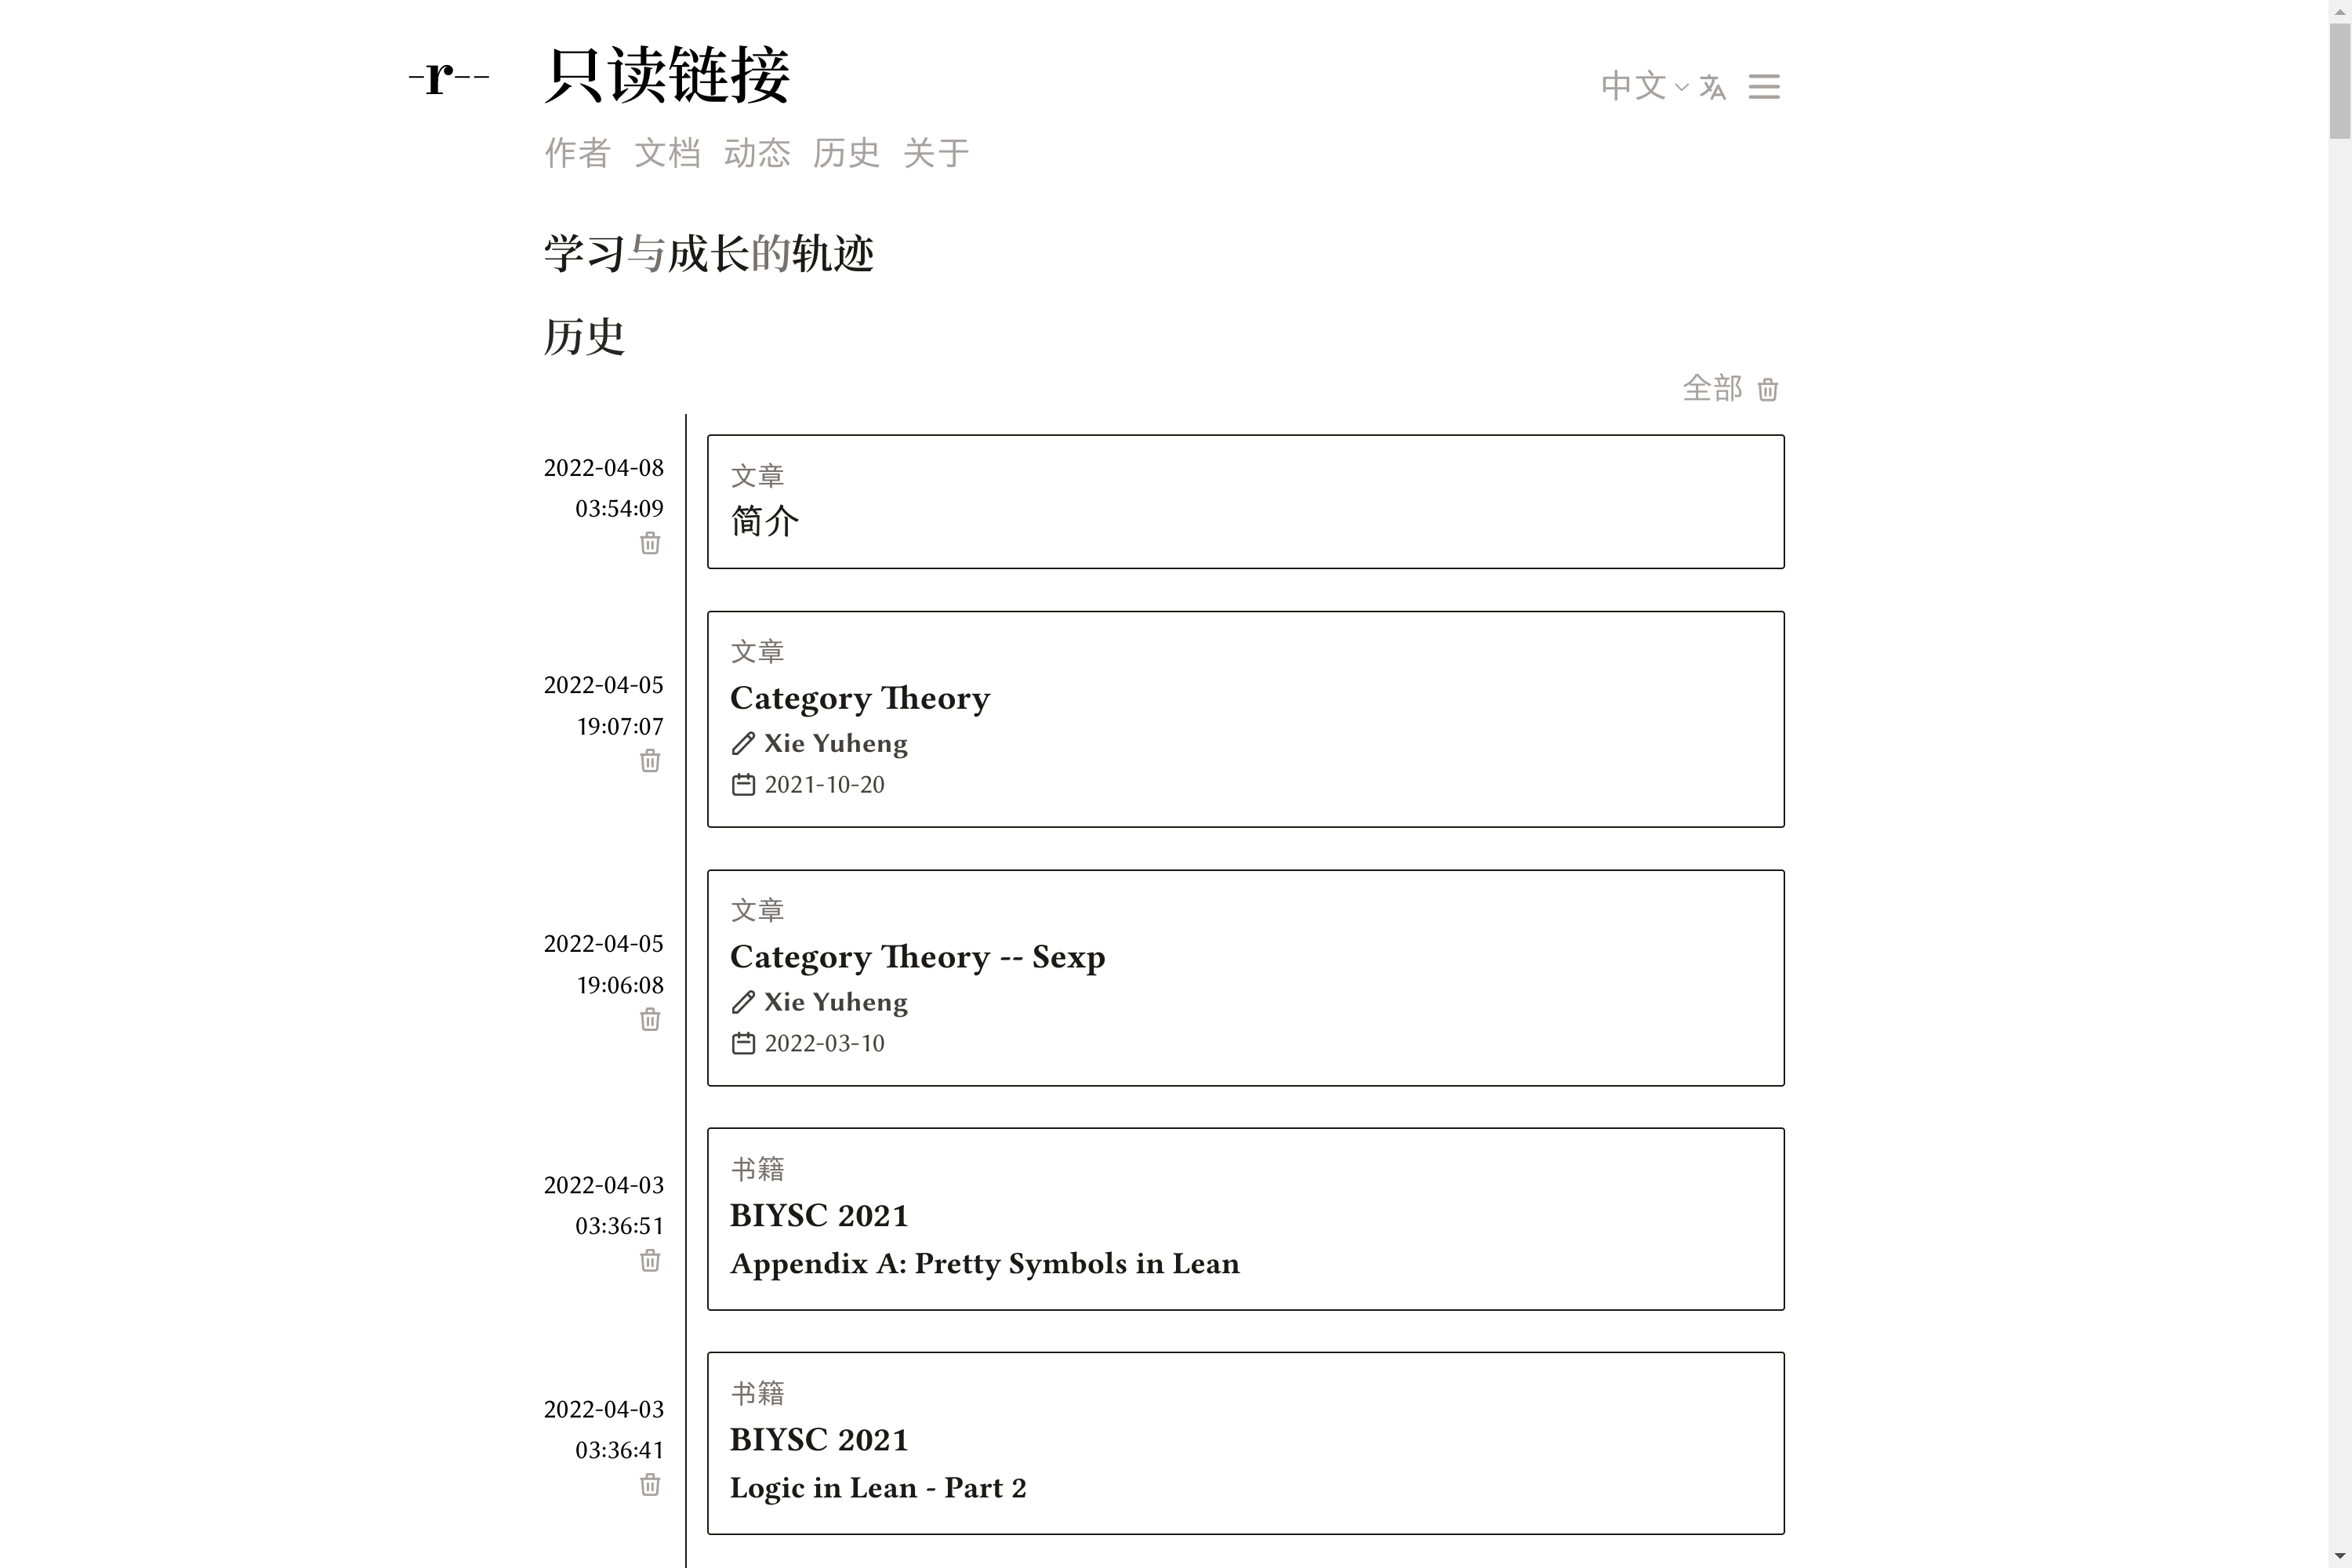 -r-- 只读链接
中文
作者 文档 动态 历史 关于
学习与成长的轨迹
历史
全部
2022-04-08
03:54:09
文章
简介
2022-04-05
19:07:07
文章
Category Theory
Xie Yuheng
2021-10-20
2022-04-05
19:06:08
文章
Category Theory -- Sexp
Xie Yuheng
2022-03-10
2022-04-03
03:36:51
书籍
BIYSC 2021
Appendix A: Pretty Symbols in Lean
2022-04-03
03:36:41
书籍
BIYSC 2021
Logic in Lean - Part 2